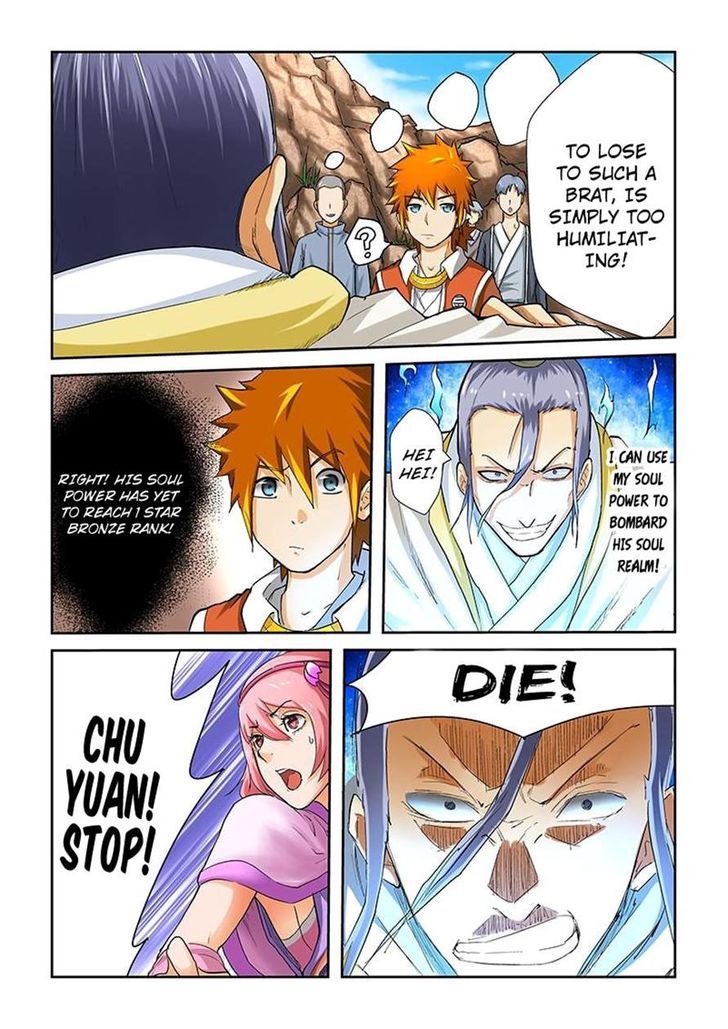 TO LOSE
TO SUCH A
BRAT, IS
SIMPLY TOO
HUMILIAT-
ING!
?
RIGHT! HIS SOUL
POWER HAS YET
TO REACH 1 STAR
BRONZE RANK!
HEI
HEI!
I CAN USE
MY SOUL
POWER TO
BOMBARD
HIS SOUL
REALM!
CHU
YUAN!
STOP!
DIE!